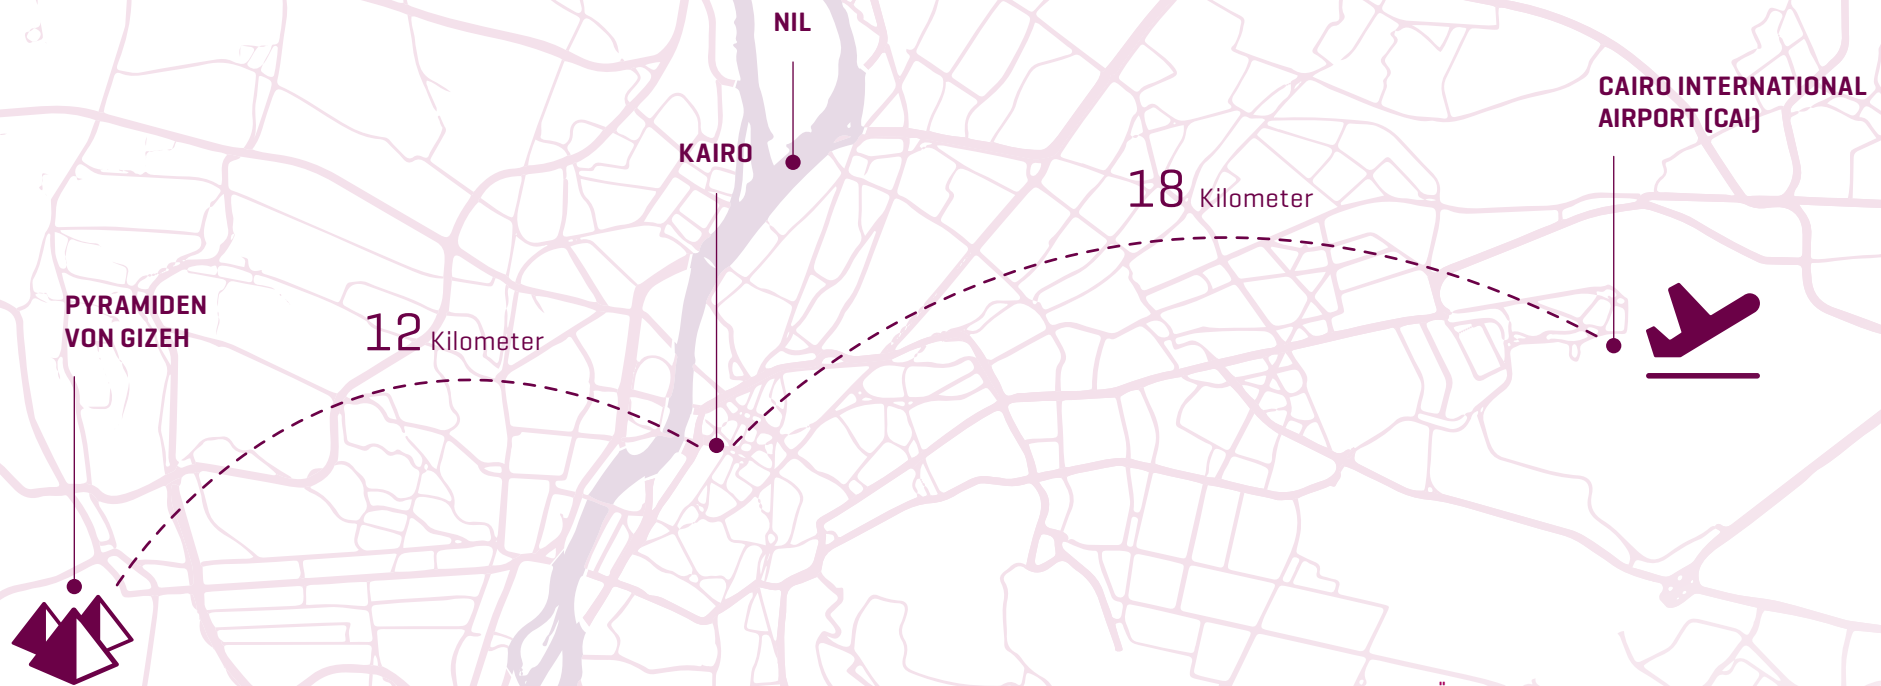 NIL
CAIRO INTERNATIONAL
AIRPORT (CAI)
KAIRO
18 Kilometer
PYRAMIDEN
VON GIZEH
12 Kilometer